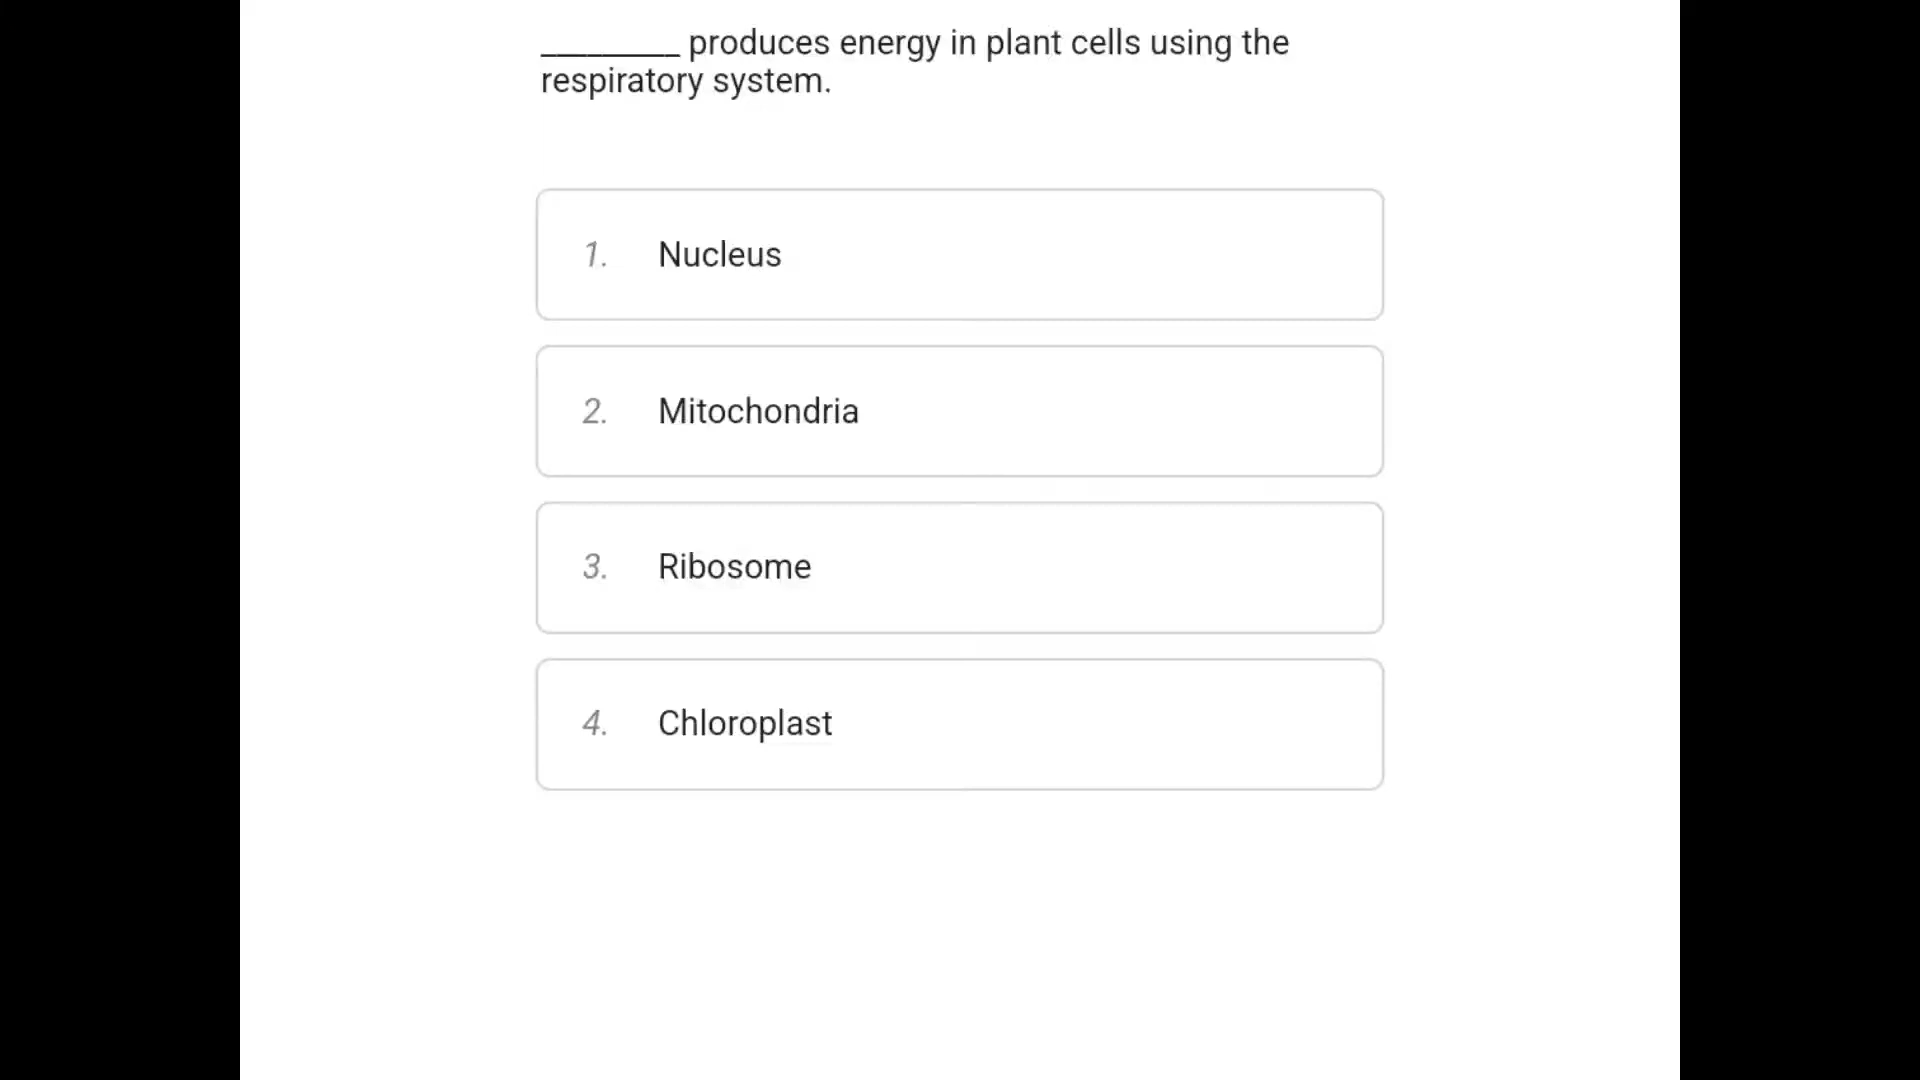 ________ produces energy in plant cells using the
respiratory system.
1. Nucleus
2. Mitochondria
3. Ribosome
4. Chloroplast